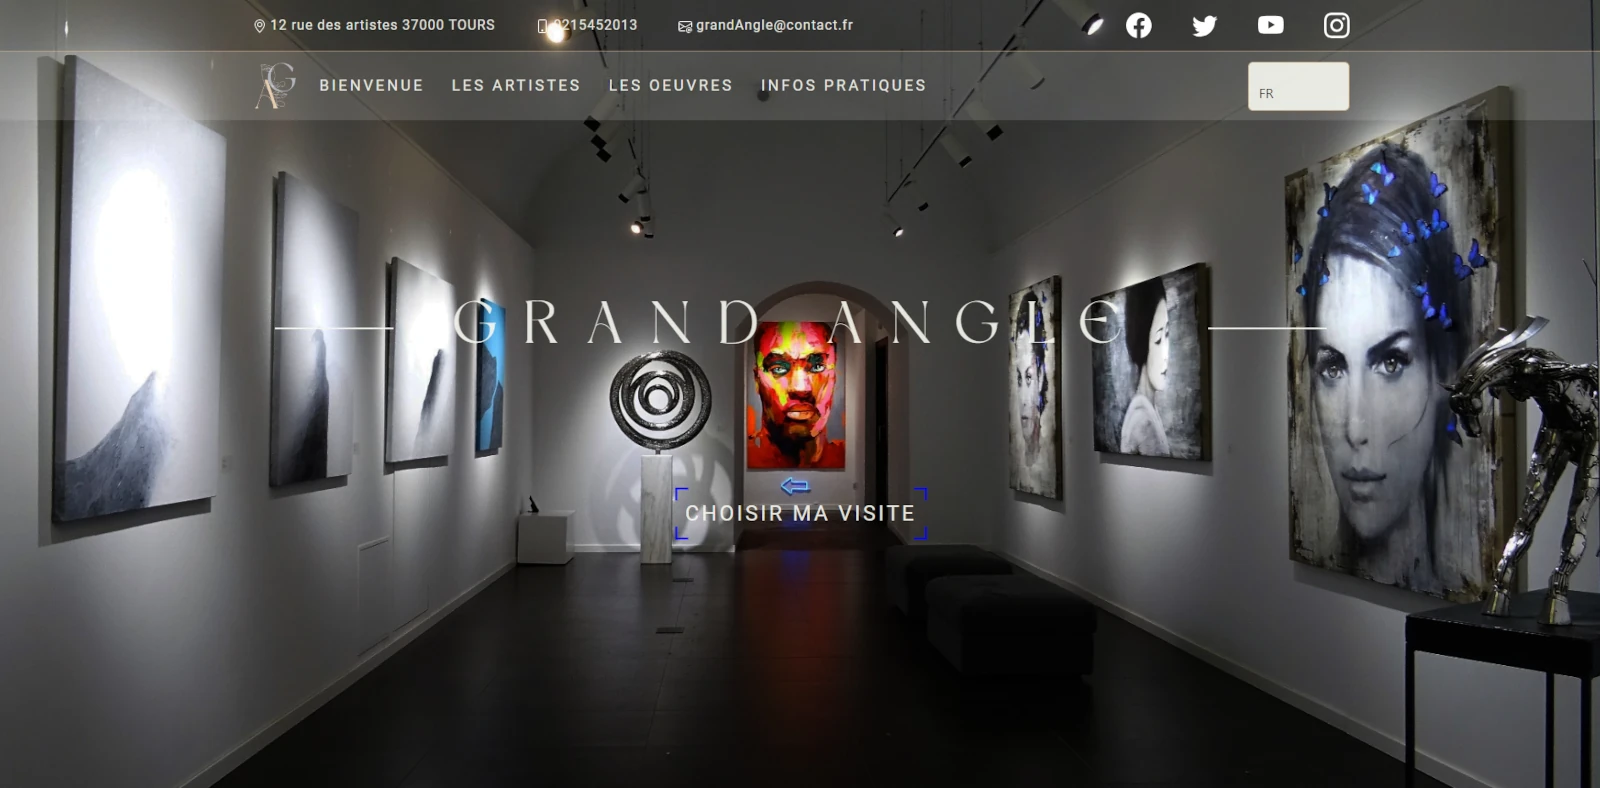 12 rue des artistes 37000 TOURS
0215452013
grandAngle@contact.fr
AG
BIENVENUE
LES ARTISTES
LES OEUVRES
INFOS PRATIQUES
FR
GRAND ANGLE
CHOISIR MA VISITE